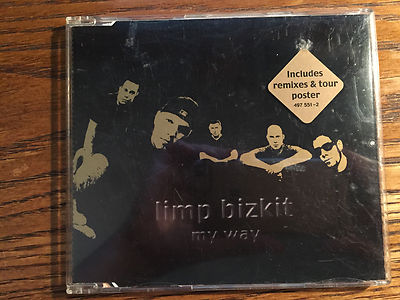 Includes
remixes & tour
poster
497 551-2
limp bizkit
my way